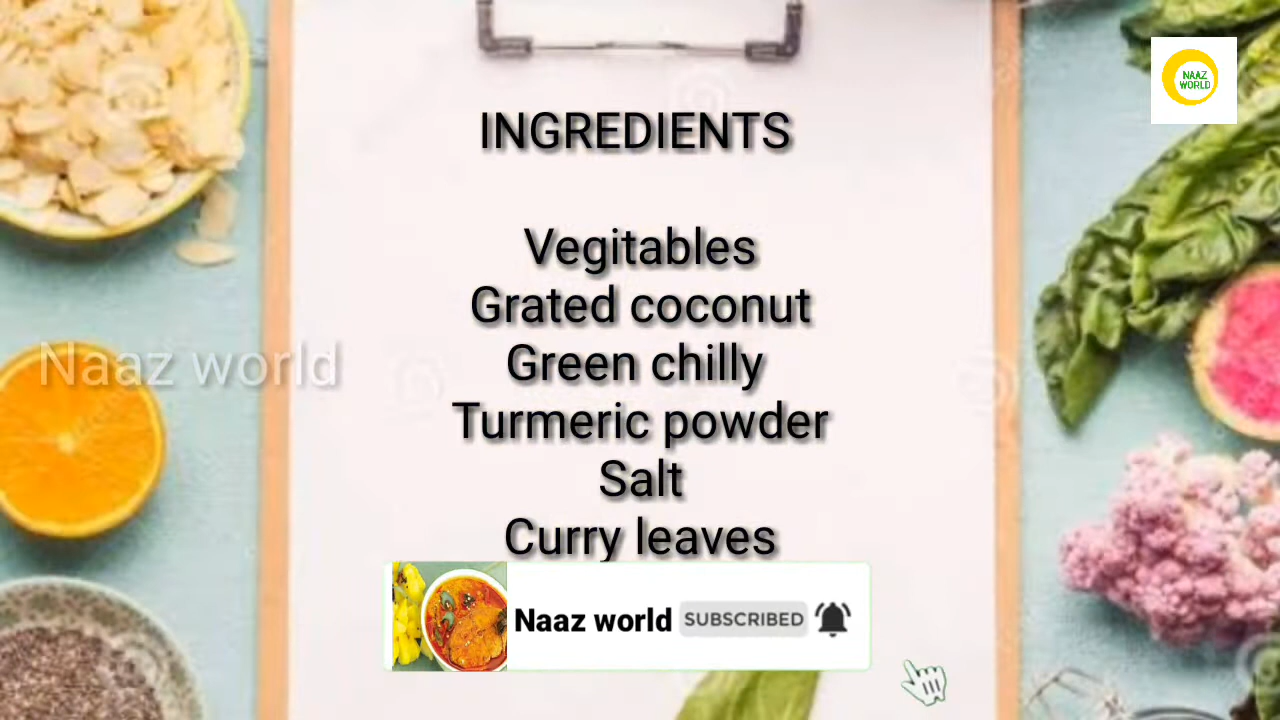 NAAZ
WORLD
INGREDIENTS
Vegitables
Grated coconut
Green chilly
Naaz world
Turmeric powder
Salt
Curry leaves
Naaz world SUBSCRIBED